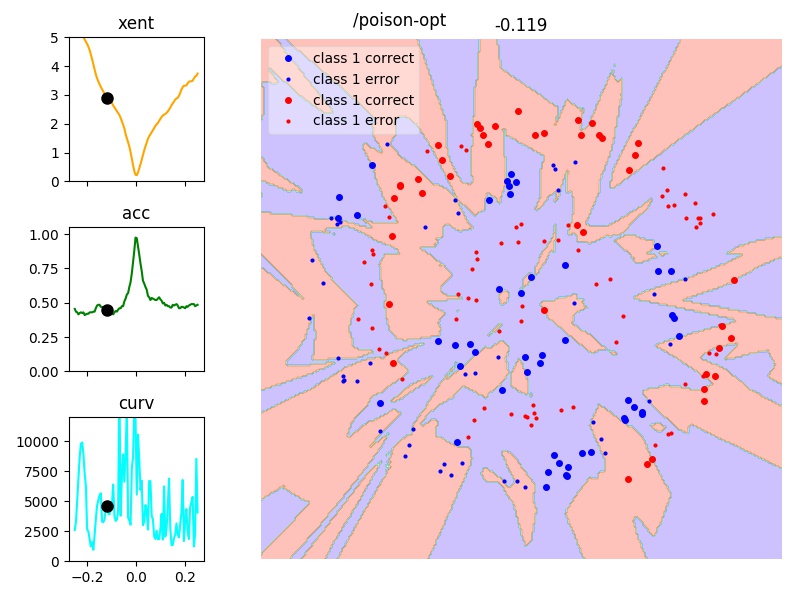 xent
5
4
3
2
1
0
acc
1.00
0.75
0.50
0.25
0.00
curv
10000
7500
5000
2500
0
−0.2 0.0 0.2
/poison-opt -0.119
class 1 correct
class 1 error
class 1 correct
class 1 error